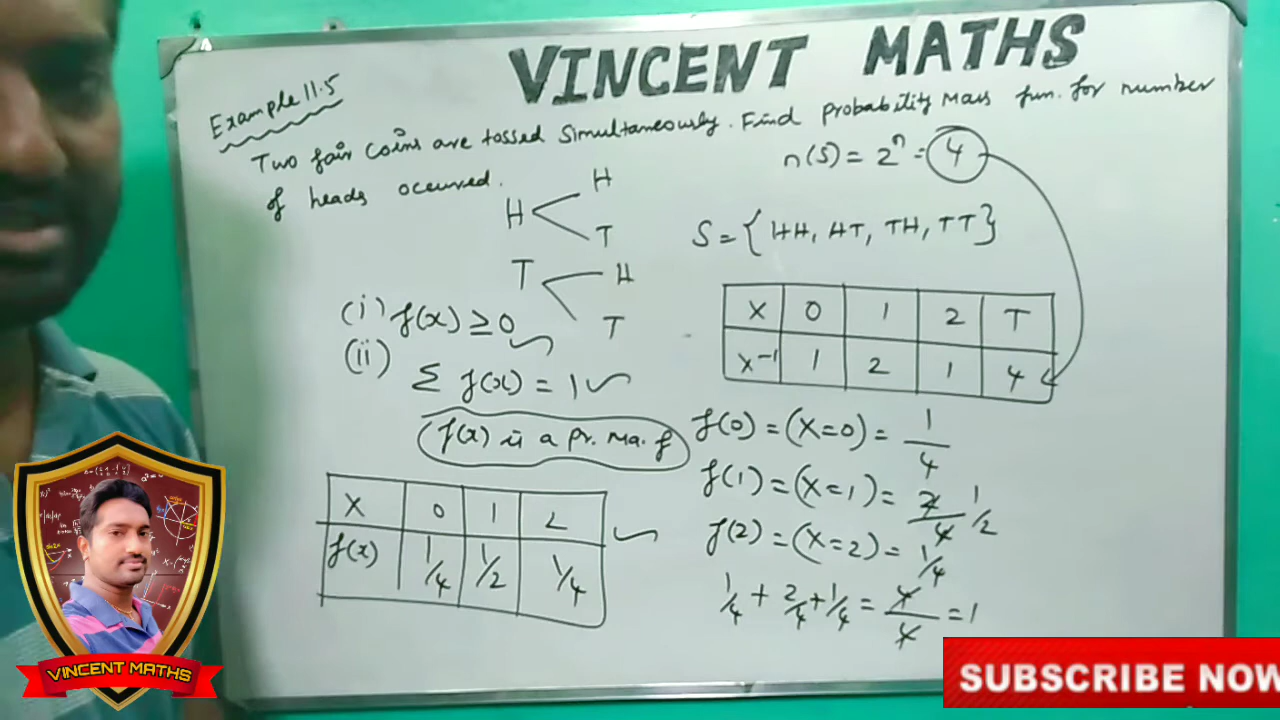 VINCENT MATHS
Example 11.5
Two fair coins are tossed simultaneously. Find probability Mass fun. for number
of heads ocurred.
n(S) = 2ⁿ = 4
H
H
T
T
H
T
S = { HH, HT, TH, TT }
(i) f(x) ≥ 0
(ii)
Σ f(x) = 1
f(x) is a pr. Ma. f
X 0 1 2
f(x) 1/4 1/2 1/4
X 0 1 2 T
X⁻¹ 1 2 1 4
f(0) = (X=0) = 1/4
f(1) = (X=1) = 2/4 1/2
f(2) = (X=2) = 1/4
1/4 + 2/4 + 1/4 = 4/4 = 1
VINCENT MATHS
SUBSCRIBE NOW